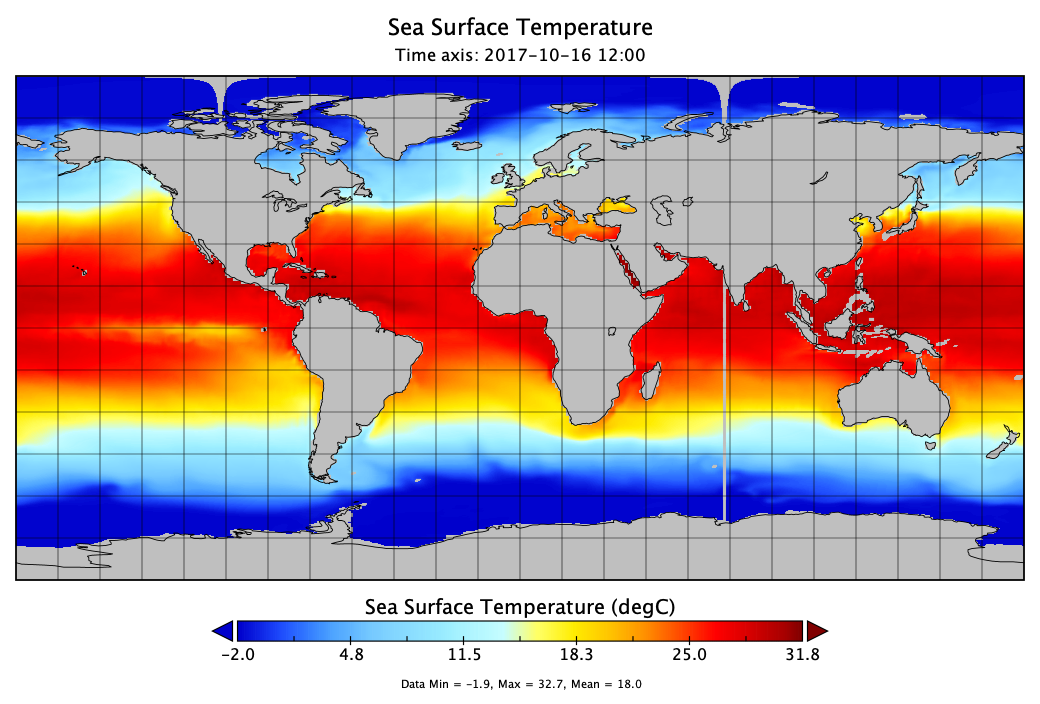 Sea Surface Temperature
Time axis: 2017-10-16 12:00
Sea Surface Temperature (degC)
-2.0 4.8 11.5 18.3 25.0 31.8
Data Min = -1.9, Max = 32.7, Mean = 18.0